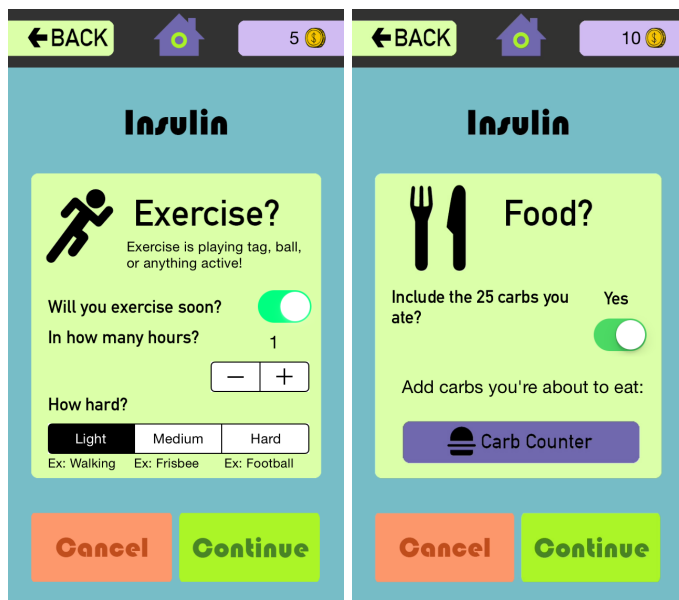 BACK
5
Insulin
Exercise?
Exercise is playing tag, ball,
or anything active!
Will you exercise soon?
In how many hours?
1
− +
How hard?
Light Medium Hard
Ex: Walking Ex: Frisbee Ex: Football
Cancel Continue
BACK
10
Insulin
Food?
Include the 25 carbs you
ate?
Yes
Add carbs you're about to eat:
Carb Counter
Cancel Continue